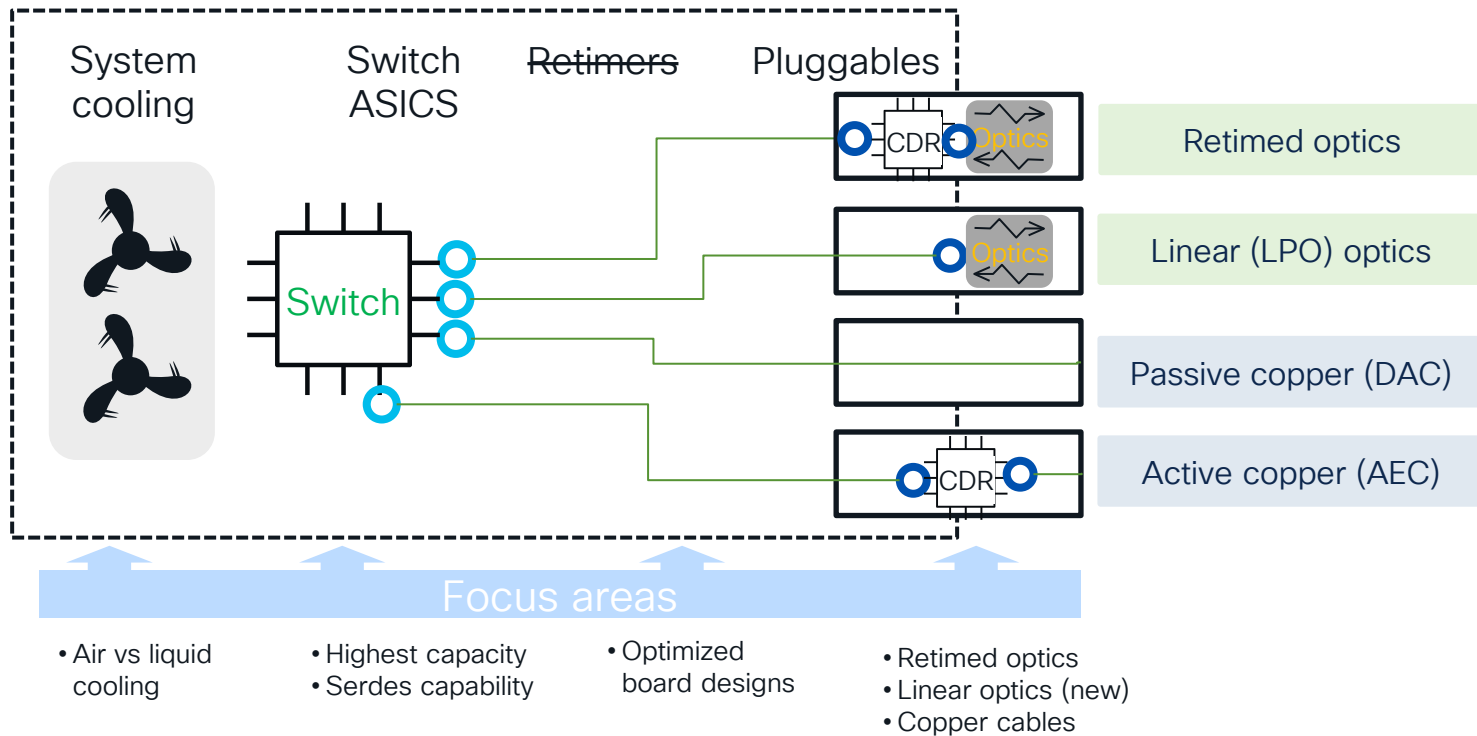 System
cooling
Switch
ASICS
Retimers
Pluggables
CDR
Optics
Retimed optics
Optics
Linear (LPO) optics
Switch
Passive copper (DAC)
CDR
Active copper (AEC)
Focus areas
• Air vs liquid
cooling
• Highest capacity
• Serdes capability
• Optimized
board designs
• Retimed optics
• Linear optics (new)
• Copper cables